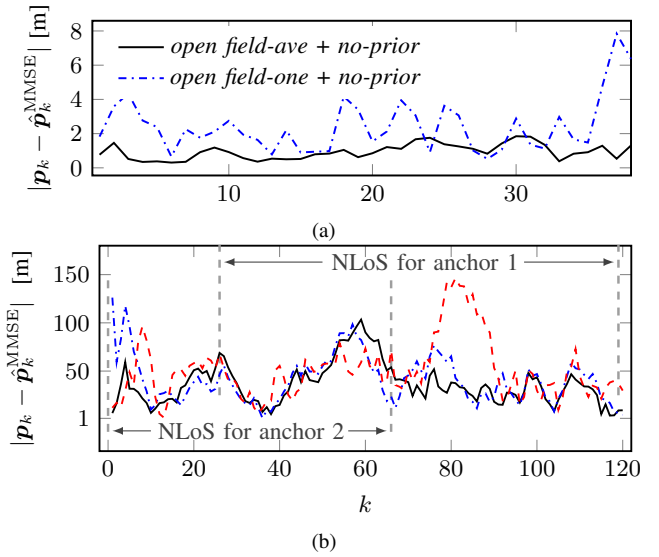 |p_k − p̂_k^MMSE| [m]
8
6
4
2
0
open field-ave + no-prior
open field-one + no-prior
10 20 30
(a)
|p_k − p̂_k^MMSE| [m]
150
100
50
1
NLoS for anchor 1
NLoS for anchor 2
0 20 40 60 80 100 120
k
(b)